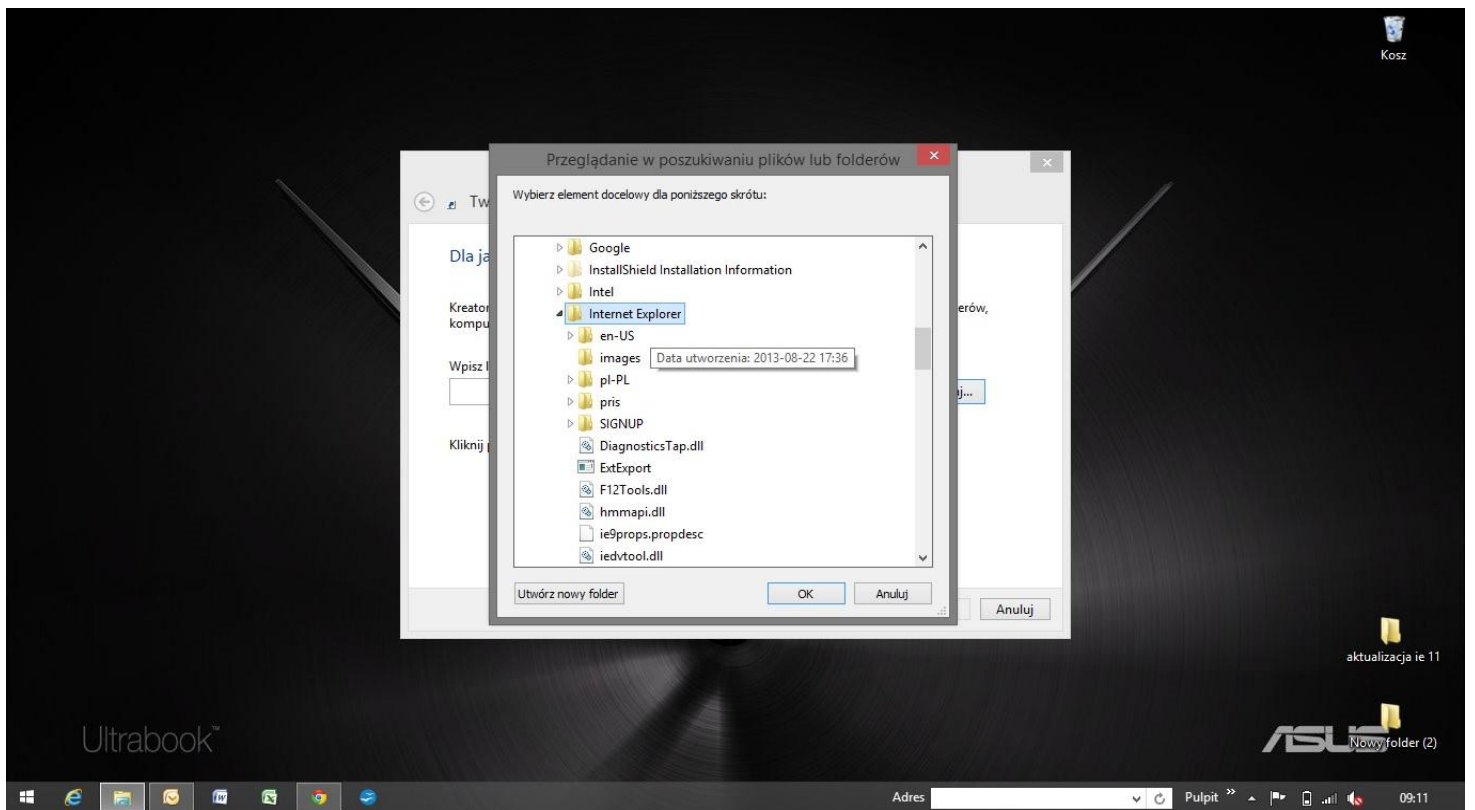 Kosz
Przeglądanie w poszukiwaniu plików lub folderów
Tw
Wybierz element docelowy dla poniższego skrótu:
Dla ja
Kreator
kompu
erów,
Wpisz l
j...
Kliknij p
Google
InstallShield Installation Information
Intel
Internet Explorer
en-US
images
Data utworzenia: 2013-08-22 17:36
pl-PL
pris
SIGNUP
DiagnosticsTap.dll
ExtExport
F12Tools.dll
hmmapi.dll
ie9props.propdesc
iedvtool.dll
Utwórz nowy folder
OK
Anuluj
Anuluj
aktualizacja ie 11
Ultrabook™
ASUS
Nowy folder (2)
Adres
Pulpit
09:11